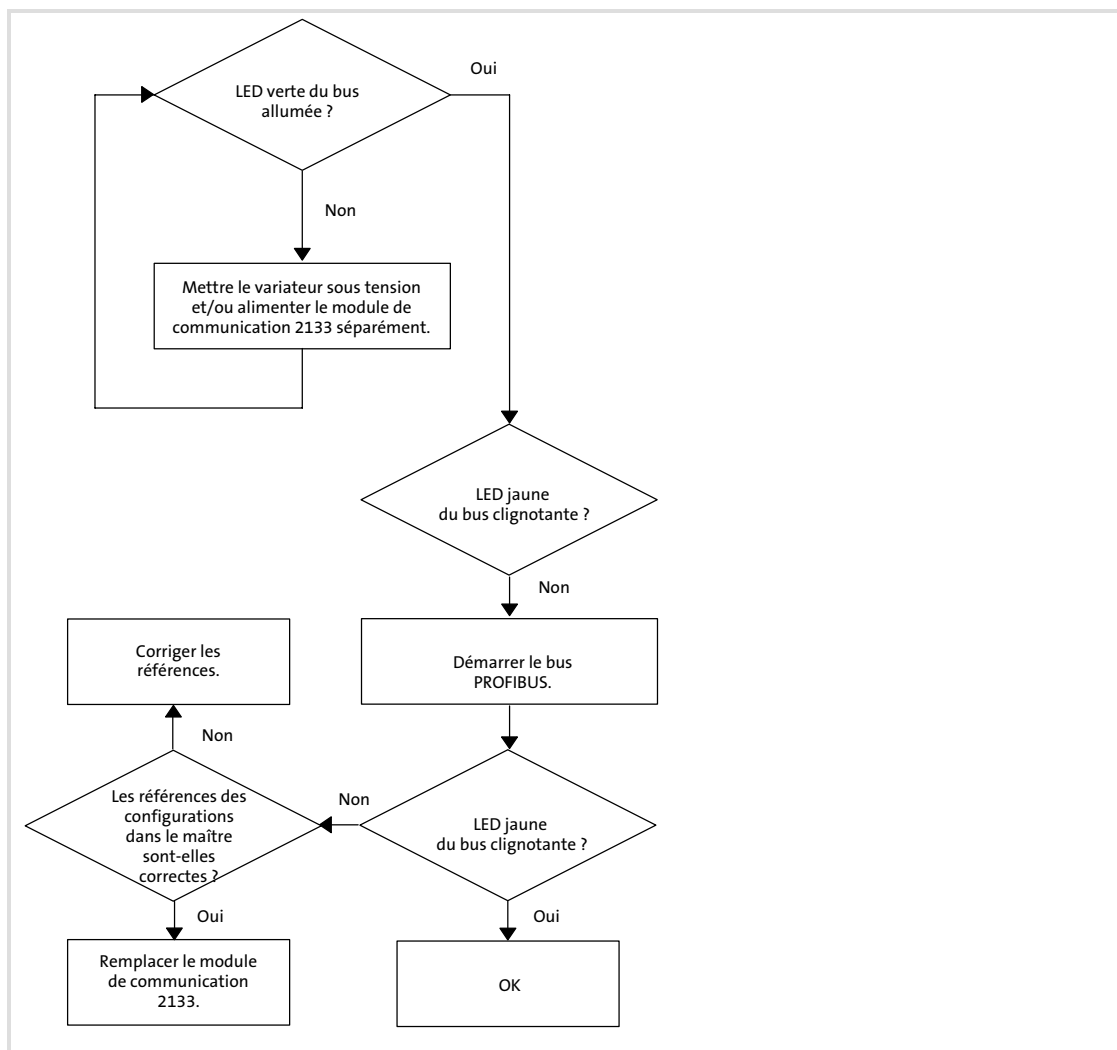 LED verte du bus
allumée ?
Oui
Non
Mettre le variateur sous tension
et/ou alimenter le module de
communication 2133 séparément.
LED jaune
du bus clignotante ?
Non
Démarrer le bus
PROFIBUS.
Corriger les
références.
Non
Les références des
configurations
dans le maître
sont-elles
correctes ?
Non
LED jaune
du bus clignotante ?
Oui
Oui
Remplacer le module
de communication
2133.
OK